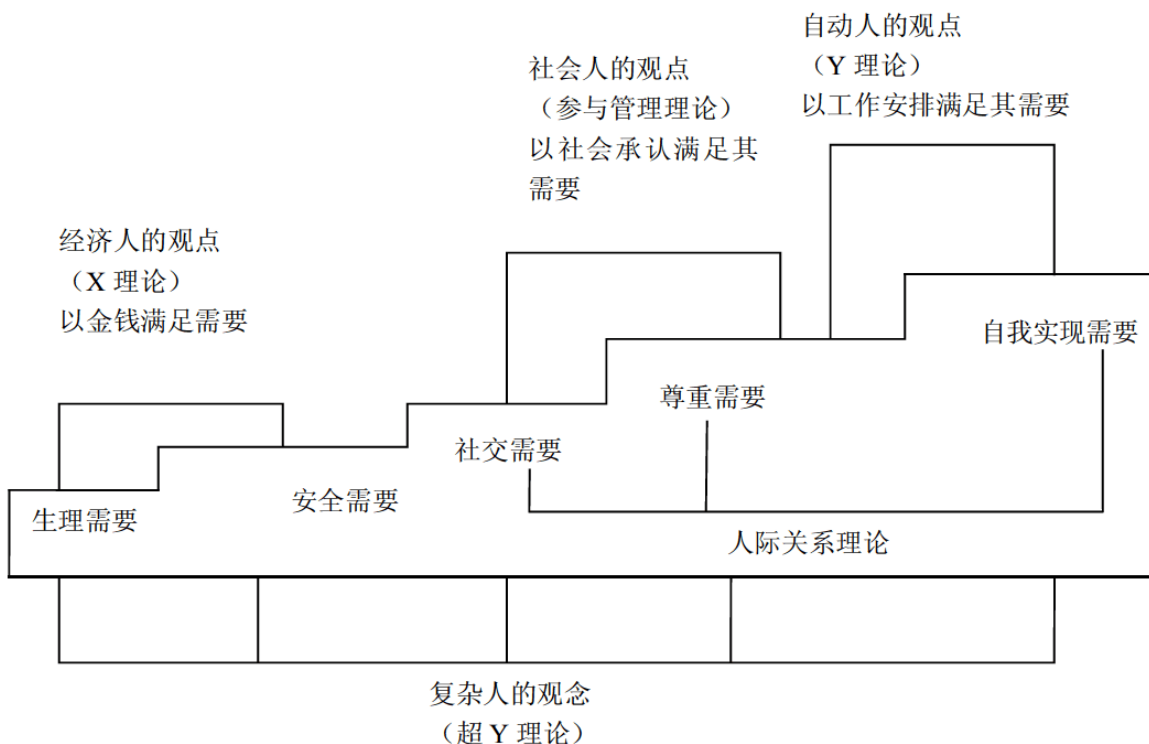 自动人的观点
（Y 理论）
以工作安排满足其需要
社会人的观点
（参与管理理论）
以社会承认满足其
需要
经济人的观点
（X 理论）
以金钱满足需要
自我实现需要
尊重需要
社交需要
安全需要
生理需要
人际关系理论
复杂人的观念
（超 Y 理论）